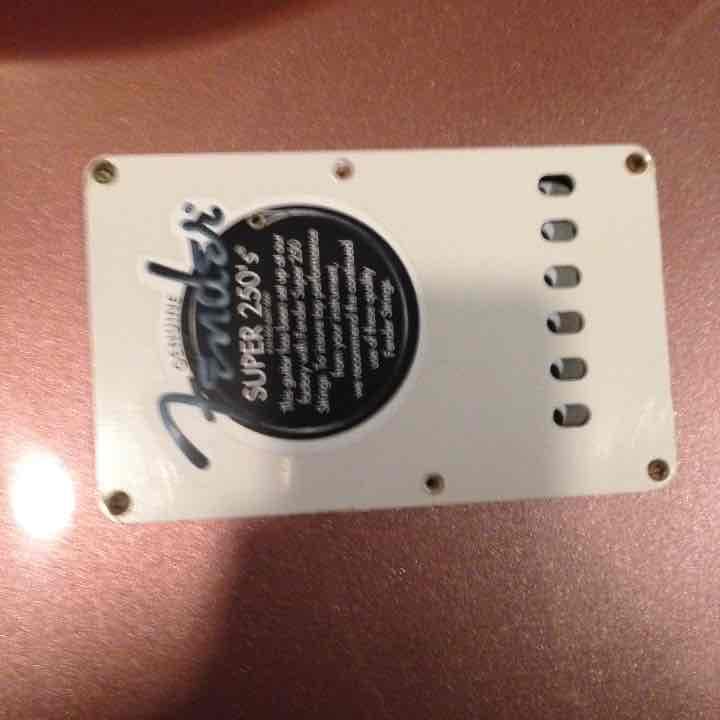 GENUINE
Fender®
SUPER 250's®
This guitar has been set up at our
factory with Fender Super 250
Strings. To insure top performance
from your instrument,
we recommend the continued
use of these quality
Fender Strings.